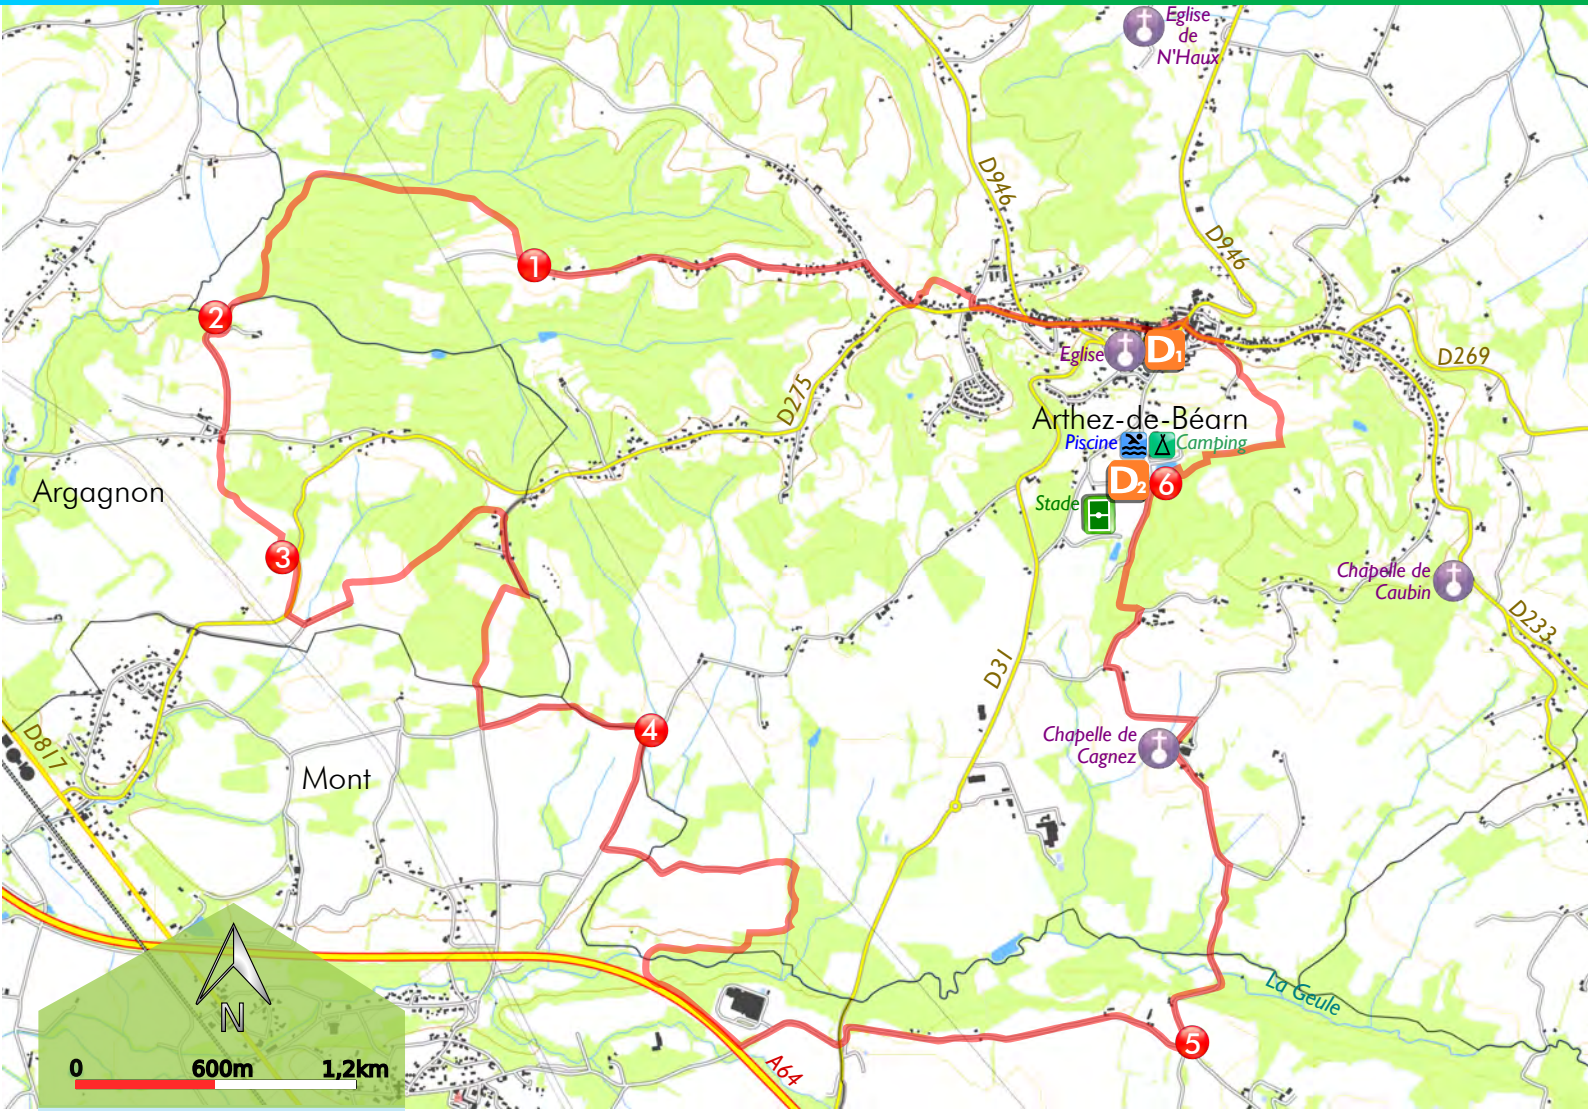 Eglise
de
N'Haux
D946
D946
1
2
Eglise
D1
D269
D275
Arthez-de-Béarn
Piscine
Camping
Argagnon
D2
6
Stade
3
Chapelle de
Caubin
D233
D31
4
D817
Chapelle de
Cagnez
Mont
La Geule
N
5
A64
0
600m
1,2km